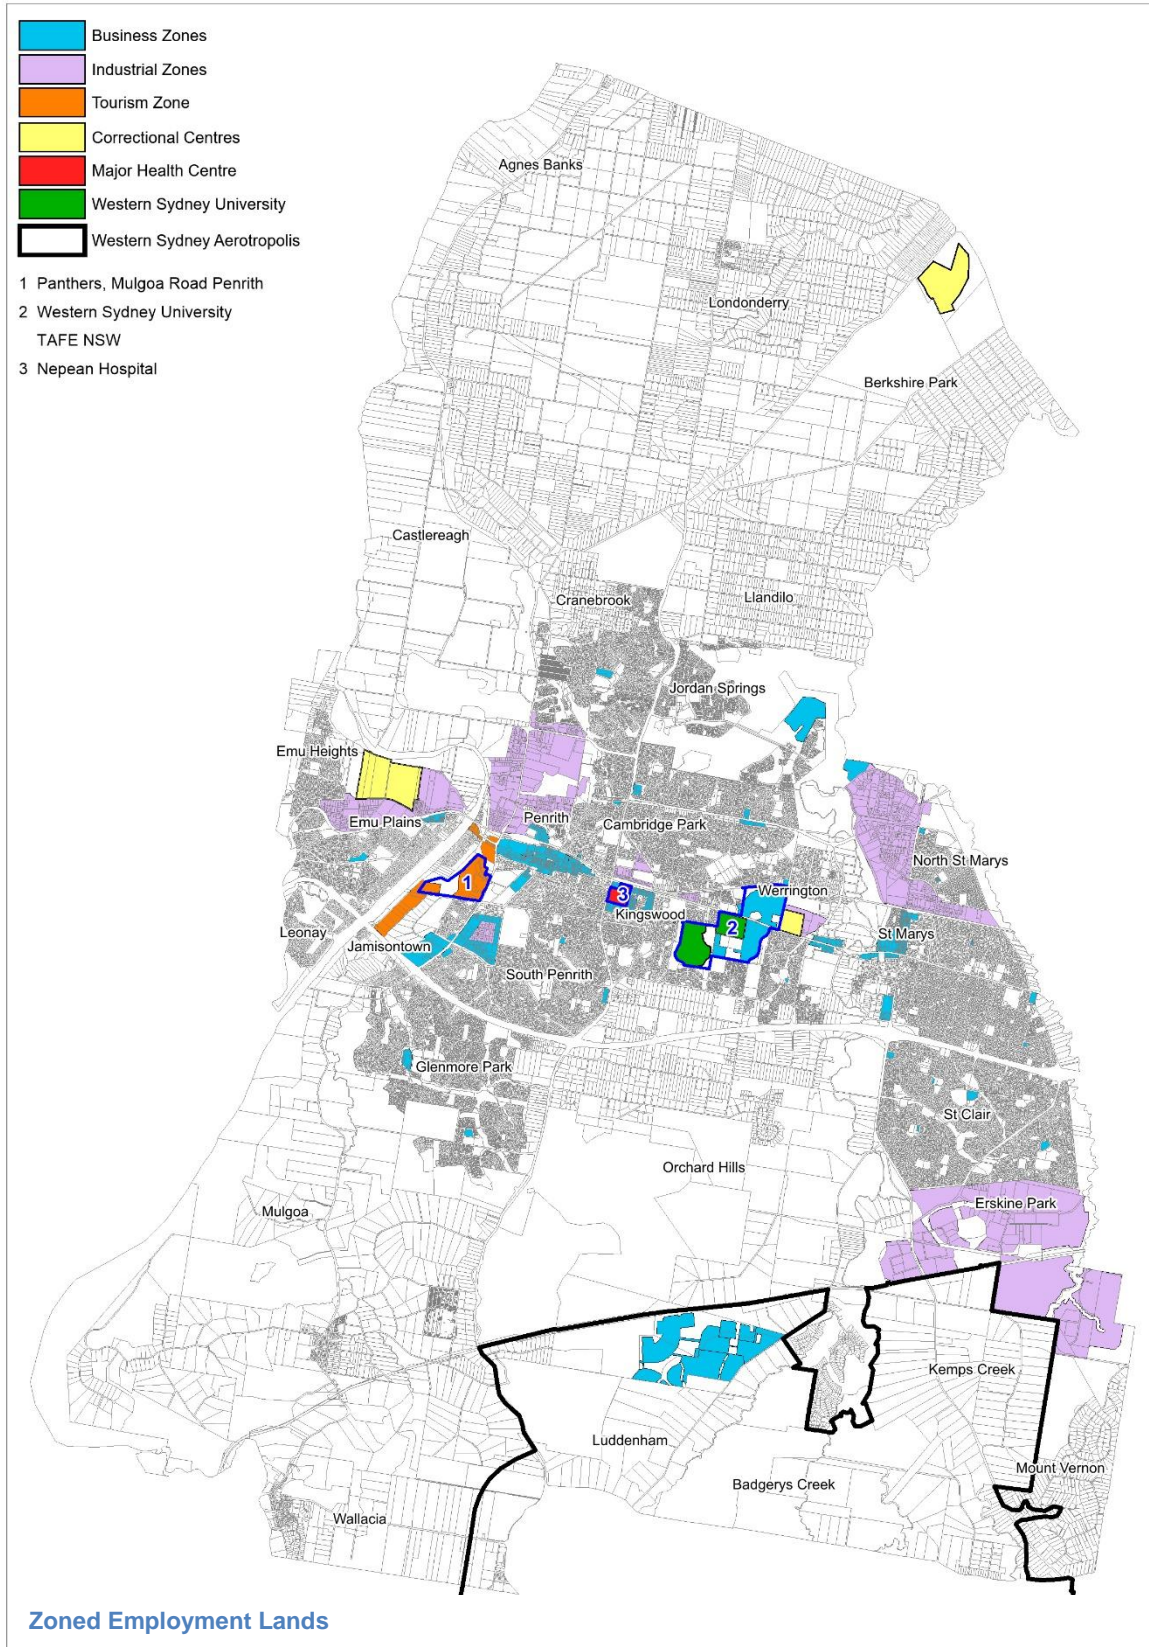 Business Zones
Industrial Zones
Tourism Zone
Correctional Centres
Major Health Centre
Western Sydney University
Western Sydney Aerotropolis
1 Panthers, Mulgoa Road Penrith
2 Western Sydney University
TAFE NSW
3 Nepean Hospital
Agnes Banks
Londonderry
Berkshire Park
Castlereagh
Cranebrook
Llandilo
Jordan Springs
Emu Heights
Emu Plains
Penrith
Cambridge Park
North St Marys
1
3
Werrington
Kingswood
2
Leonay
St Marys
Jamisontown
South Penrith
Glenmore Park
St Clair
Orchard Hills
Erskine Park
Mulgoa
Kemps Creek
Luddenham
Mount Vernon
Badgerys Creek
Wallacia
Zoned Employment Lands